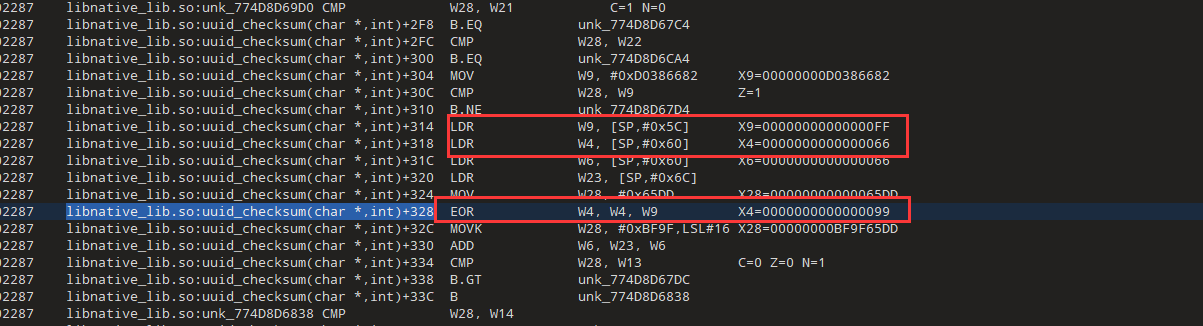 02287 libnative_lib.so:unk_774D8D69D0 CMP W28, W21 C=1 N=0
02287 libnative_lib.so:uuid_checksum(char *,int)+2F8 B.EQ unk_774D8D67C4
02287 libnative_lib.so:uuid_checksum(char *,int)+2FC CMP W28, W22
02287 libnative_lib.so:uuid_checksum(char *,int)+300 B.EQ unk_774D8D6CA4
02287 libnative_lib.so:uuid_checksum(char *,int)+304 MOV W9, #0xD0386682 X9=00000000D0386682
02287 libnative_lib.so:uuid_checksum(char *,int)+30C CMP W28, W9 Z=1
02287 libnative_lib.so:uuid_checksum(char *,int)+310 B.NE unk_774D8D67D4
02287 libnative_lib.so:uuid_checksum(char *,int)+314 LDR W9, [SP,#0x5C] X9=00000000000000FF
02287 libnative_lib.so:uuid_checksum(char *,int)+318 LDR W4, [SP,#0x60] X4=0000000000000066
02287 libnative_lib.so:uuid_checksum(char *,int)+31C LDR W6, [SP,#0x60] X6=0000000000000066
02287 libnative_lib.so:uuid_checksum(char *,int)+320 LDR W23, [SP,#0x6C]
02287 libnative_lib.so:uuid_checksum(char *,int)+324 MOV W28, #0x65DD X28=00000000000065DD
02287 libnative_lib.so:uuid_checksum(char *,int)+328 EOR W4, W4, W9 X4=0000000000000099
02287 libnative_lib.so:uuid_checksum(char *,int)+32C MOVK W28, #0xBF9F,LSL#16 X28=00000000BF9F65DD
02287 libnative_lib.so:uuid_checksum(char *,int)+330 ADD W6, W23, W6
02287 libnative_lib.so:uuid_checksum(char *,int)+334 CMP W28, W13 C=0 Z=0 N=1
02287 libnative_lib.so:uuid_checksum(char *,int)+338 B.GT unk_774D8D67DC
02287 libnative_lib.so:uuid_checksum(char *,int)+33C B unk_774D8D6838
02287 libnative_lib.so:unk_774D8D6838 CMP W28, W14